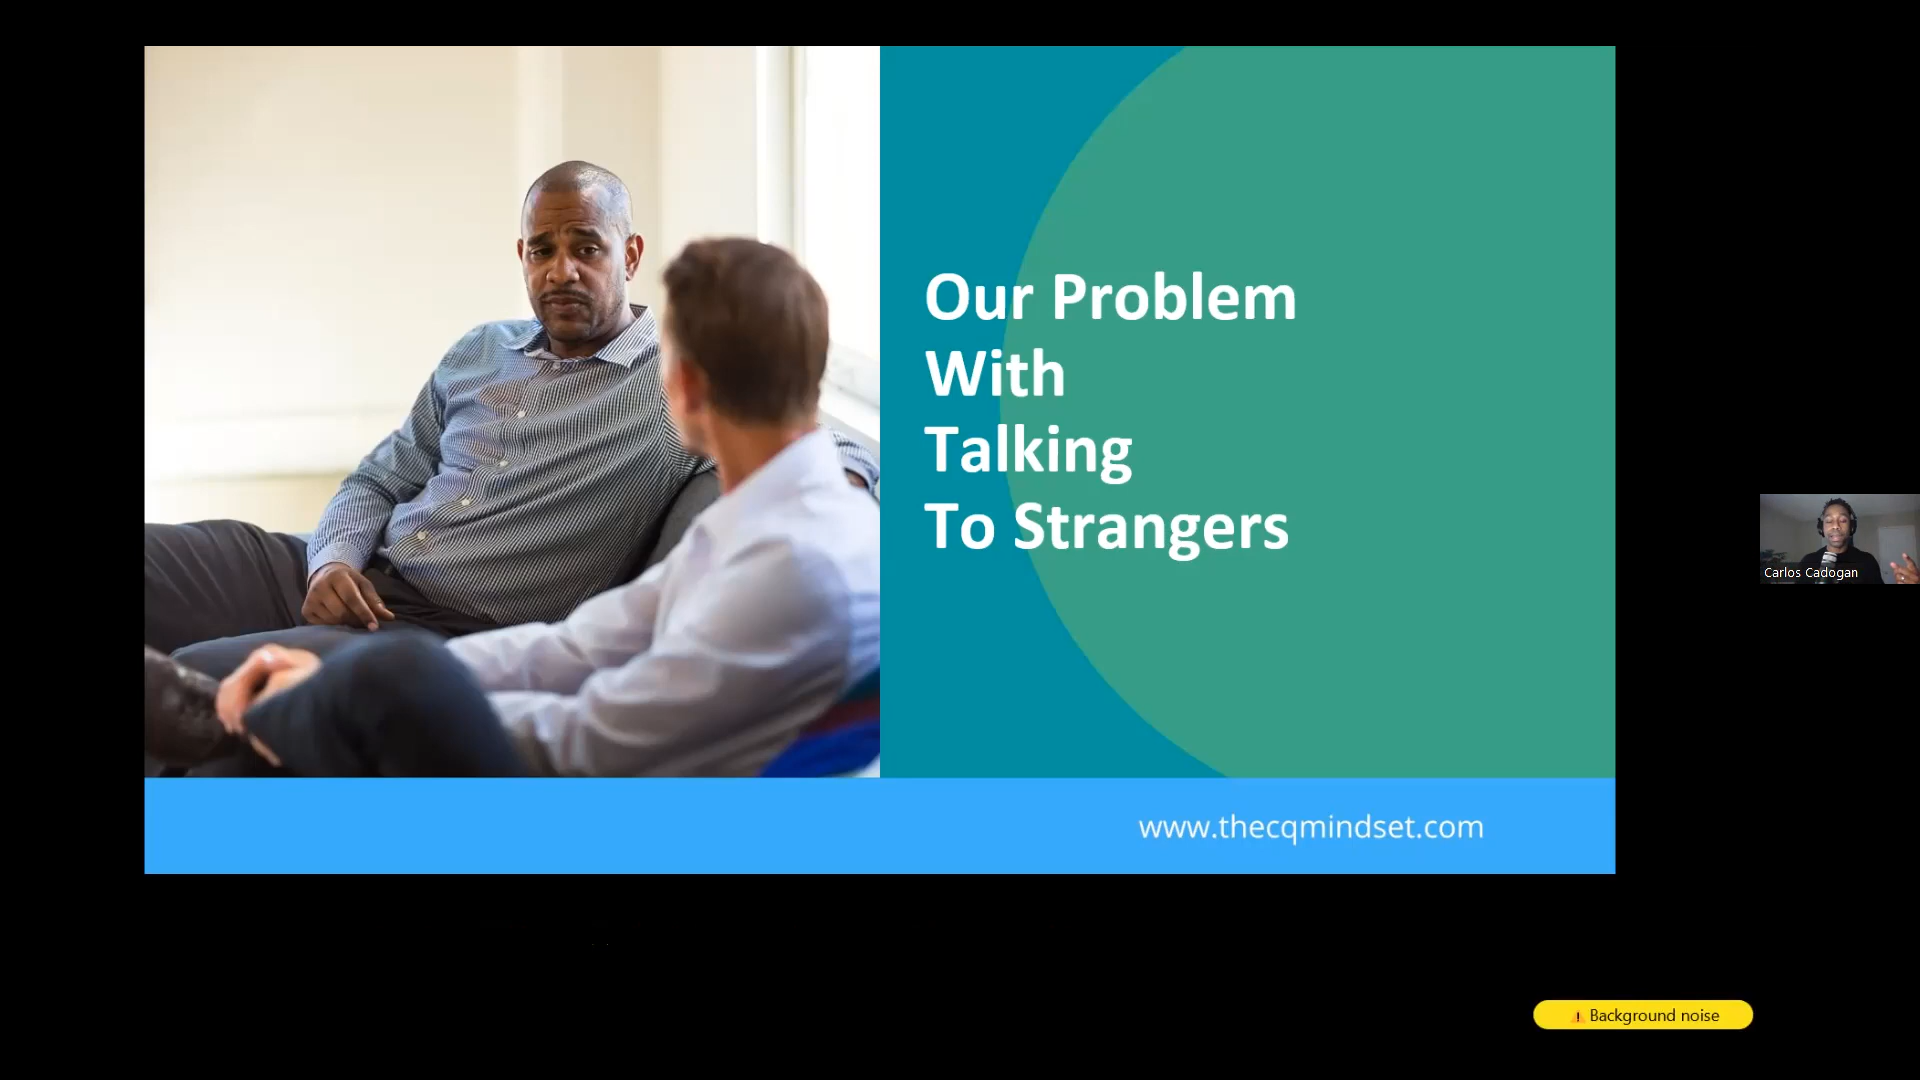 Our Problem
With
Talking
To Strangers
www.thecqmindset.com
Carlos Cadogan
Background noise